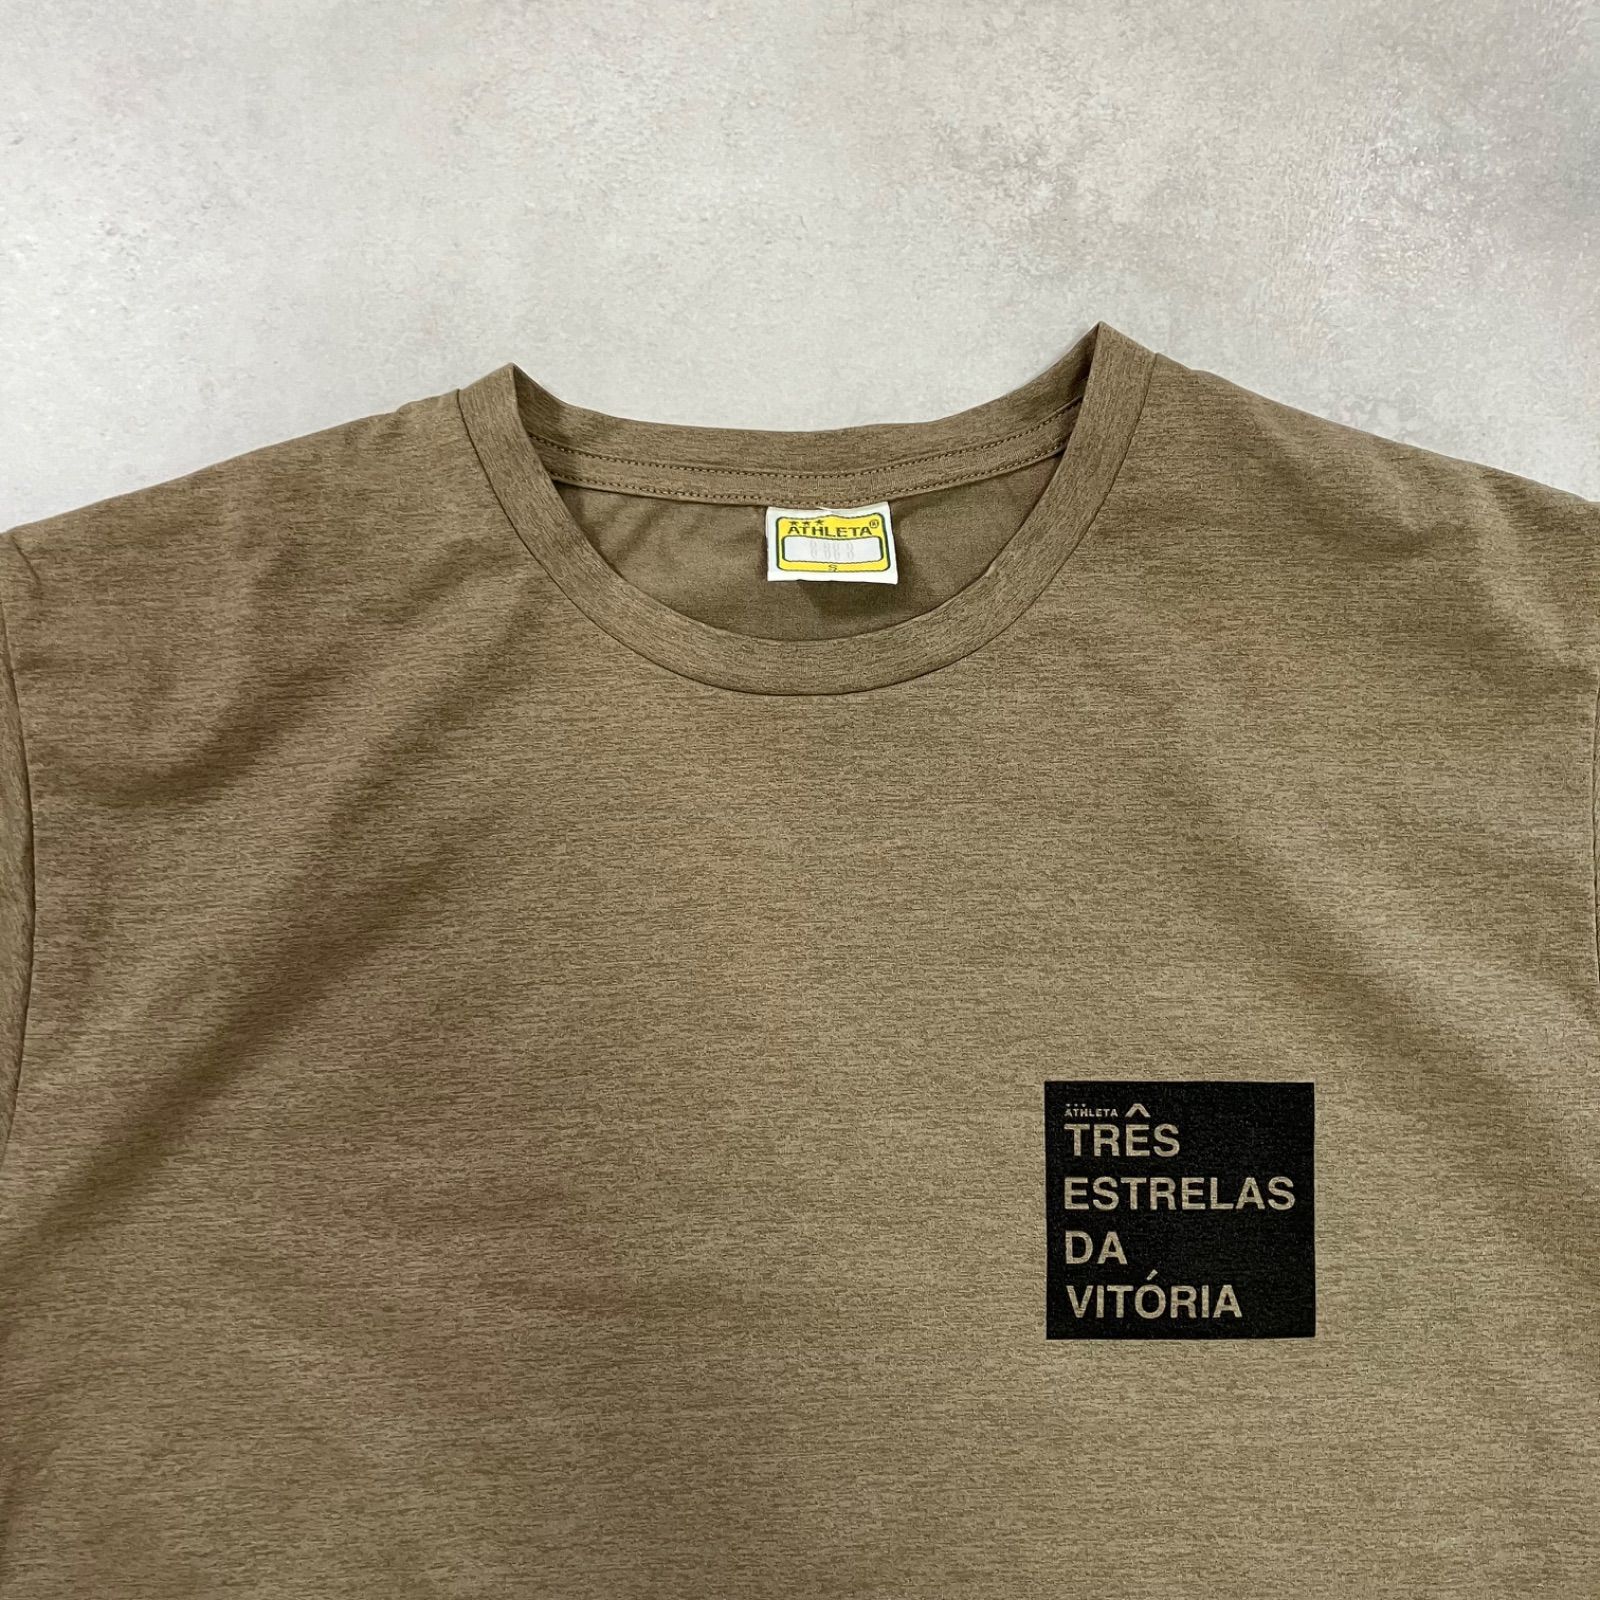 ★★★
ATHLETA®
S
★★★
ATHLETA
TRÊS
ESTRELAS
DA
VITÓRIA